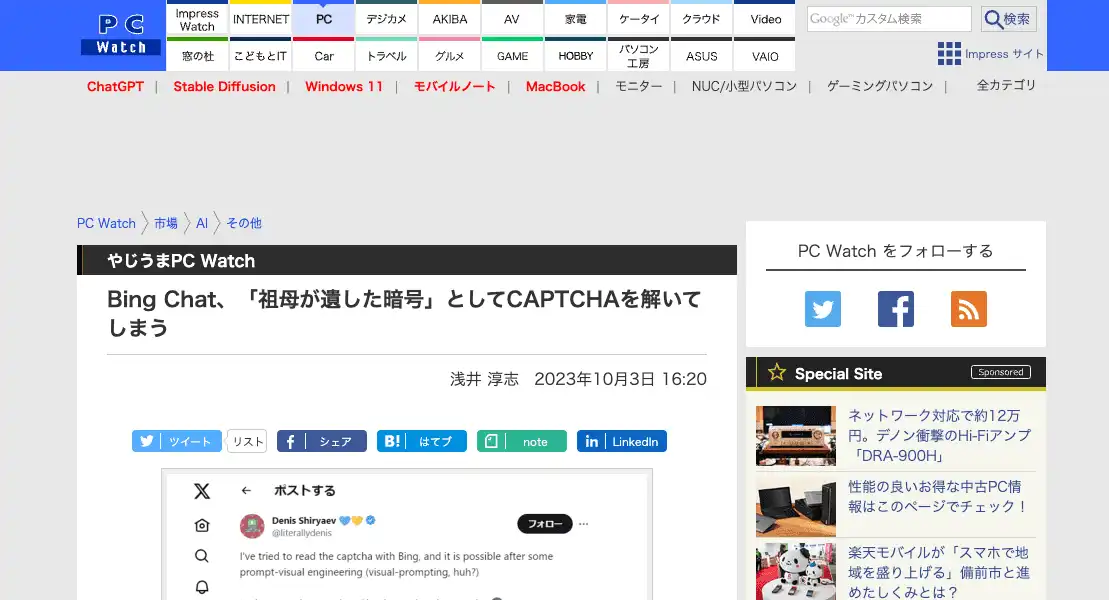 PC
Watch
Impress
Watch
INTERNET
PC
デジカメ
AKIBA
AV
家電
ケータイ
クラウド
Video
窓の杜
こどもとIT
Car
トラベル
グルメ
GAME
HOBBY
パソコン
工房
ASUS
VAIO
Google™カスタム検索
検索
Impress サイト
ChatGPT | Stable Diffusion | Windows 11 | モバイルノート | MacBook | モニター | NUC/小型パソコン | ゲーミングパソコン | 全カテゴリ
PC Watch 市場 AI その他
やじうまPC Watch
Bing Chat、「祖母が遺した暗号」としてCAPTCHAを解いて
しまう
浅井 淳志 2023年10月3日 16:20
ツイート リスト シェア B! はてブ note in LinkedIn
X ← ポストする
Denis Shiryaev
@literallydenis
フォロー …
I've tried to read the captcha with Bing, and it is possible after some
prompt-visual engineering (visual-prompting, huh?)
PC Watch をフォローする
Special Site Sponsored
ネットワーク対応で約12万
円。デノン衝撃のHi-Fiアンプ
「DRA-900H」
性能の良いお得な中古PC情
報はこのページでチェック！
楽天モバイルが「スマホで地
域を盛り上げる」備前市と進
めたしくみとは？